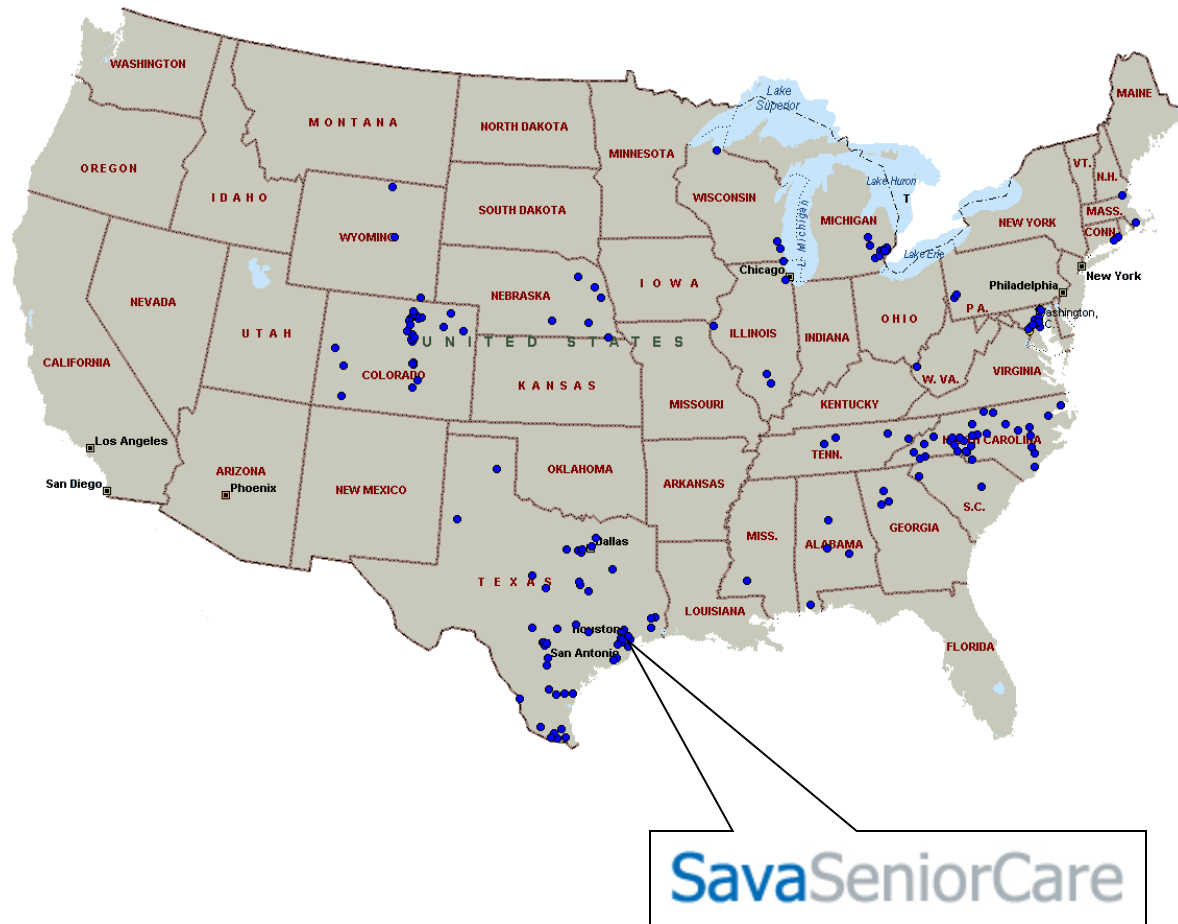 WASHINGTON
MAINE
MONTANA
NORTH DAKOTA
MINNESOTA
Lake
Superior
OREGON
IDAHO
VT.
N.H.
Lake Huron
WISCONSIN
T
SOUTH DAKOTA
MICHIGAN
MASS.
NEW YORK
WYOMING
L. Michigan
CONN.
Lake Erie
Chicago
New York
IOWA
NEBRASKA
Philadelphia
NEVADA
UTAH
PA.
OHIO
Washington,
ILLINOIS
INDIANA
UNITED STATES
CALIFORNIA
COLORADO
W. VA.
VIRGINIA
KANSAS
MISSOURI
KENTUCKY
Los Angeles
NORTH CAROLINA
TENN.
ARIZONA
OKLAHOMA
San Diego
Phoenix
NEW MEXICO
ARKANSAS
S.C.
GEORGIA
MISS.
ALABAMA
Dallas
TEXAS
LOUISIANA
Houston
FLORIDA
San Antonio
SavaSeniorCare